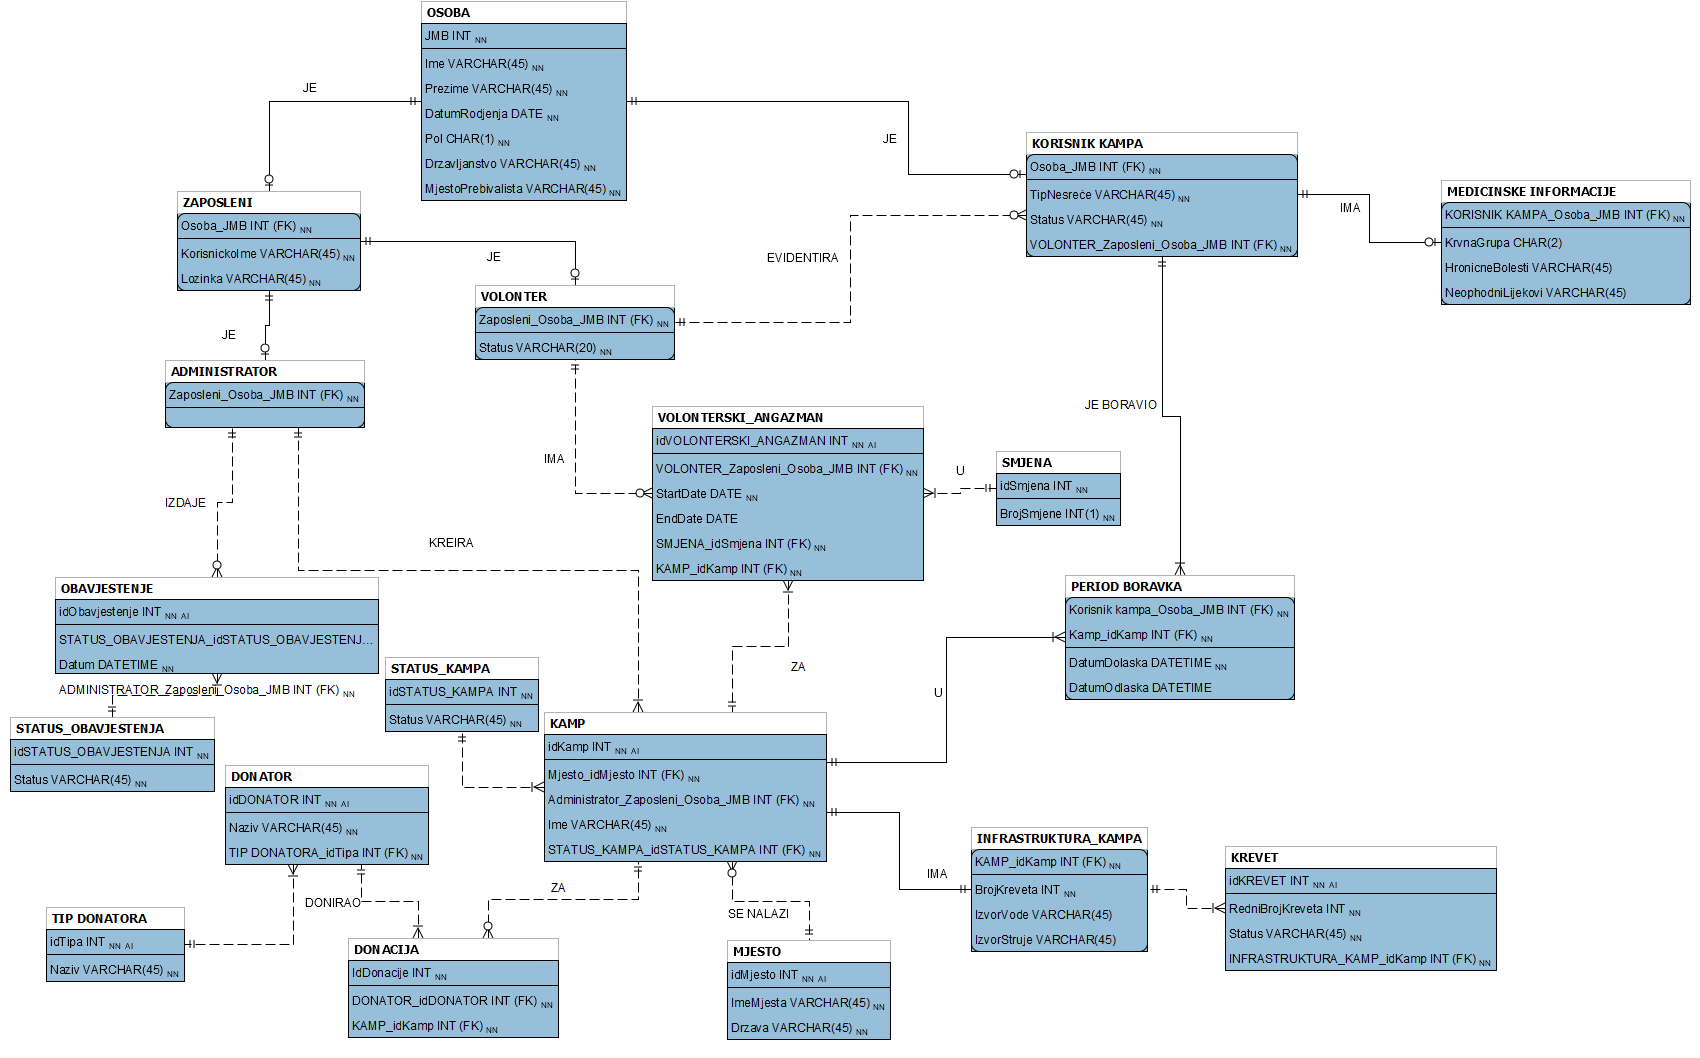 OSOBA
JMB INT NN
Ime VARCHAR(45) NN
Prezime VARCHAR(45) NN
DatumRodjenja DATE NN
Pol CHAR(1) NN
Drzavljanstvo VARCHAR(45) NN
MjestoPrebivalista VARCHAR(45) NN
JE
JE
ZAPOSLENI
Osoba_JMB INT (FK) NN
KorisnickoIme VARCHAR(45) NN
Lozinka VARCHAR(45) NN
KORISNIK KAMPA
Osoba_JMB INT (FK) NN
TipNesreće VARCHAR(45) NN
Status VARCHAR(45) NN
VOLONTER_Zaposleni_Osoba_JMB INT (FK) NN
IMA
MEDICINSKE INFORMACIJE
KORISNIK KAMPA_Osoba_JMB INT (FK) NN
KrvnaGrupa CHAR(2)
HronicneBolesti VARCHAR(45)
NeophodniLijekovi VARCHAR(45)
JE
EVIDENTIRA
VOLONTER
Zaposleni_Osoba_JMB INT (FK) NN
Status VARCHAR(20) NN
JE
ADMINISTRATOR
Zaposleni_Osoba_JMB INT (FK) NN
JE BORAVIO
VOLONTERSKI_ANGAZMAN
idVOLONTERSKI_ANGAZMAN INT NN AI
VOLONTER_Zaposleni_Osoba_JMB INT (FK) NN
StartDate DATE NN
EndDate DATE
SMJENA_idSmjena INT (FK) NN
KAMP_idKamp INT (FK) NN
IMA
U
SMJENA
idSmjena INT NN
BrojSmjene INT(1) NN
IZDAJE
KREIRA
OBAVJESTENJE
idObavjestenje INT NN AI
STATUS_OBAVJESTENJA_idSTATUS_OBAVJESTENJ...
Datum DATETIME NN
ADMINISTRATOR_Zaposleni_Osoba_JMB INT (FK) NN
PERIOD BORAVKA
Korisnik kampa_Osoba_JMB INT (FK) NN
Kamp_idKamp INT (FK) NN
DatumDolaska DATETIME NN
DatumOdlaska DATETIME
ZA
U
STATUS_KAMPA
idSTATUS_KAMPA INT NN
Status VARCHAR(45) NN
STATUS_OBAVJESTENJA
idSTATUS_OBAVJESTENJA INT NN
Status VARCHAR(45) NN
KAMP
idKamp INT NN AI
Mjesto_idMjesto INT (FK) NN
Administrator_Zaposleni_Osoba_JMB INT (FK) NN
Ime VARCHAR(45) NN
STATUS_KAMPA_idSTATUS_KAMPA INT (FK) NN
DONATOR
idDONATOR INT NN AI
Naziv VARCHAR(45) NN
TIP DONATORA_idTipa INT (FK) NN
IMA
INFRASTRUKTURA_KAMPA
KAMP_idKamp INT (FK) NN
BrojKreveta INT NN
IzvorVode VARCHAR(45)
IzvorStruje VARCHAR(45)
KREVET
idKREVET INT NN AI
RedniBrojKreveta INT NN
Status VARCHAR(45) NN
INFRASTRUKTURA_KAMP_idKamp INT (FK) NN
ZA
DONIRAO
SE NALAZI
TIP DONATORA
idTipa INT NN AI
Naziv VARCHAR(45) NN
DONACIJA
IdDonacije INT NN
DONATOR_idDONATOR INT (FK) NN
KAMP_idKamp INT (FK) NN
MJESTO
idMjesto INT NN AI
ImeMjesta VARCHAR(45) NN
Drzava VARCHAR(45) NN